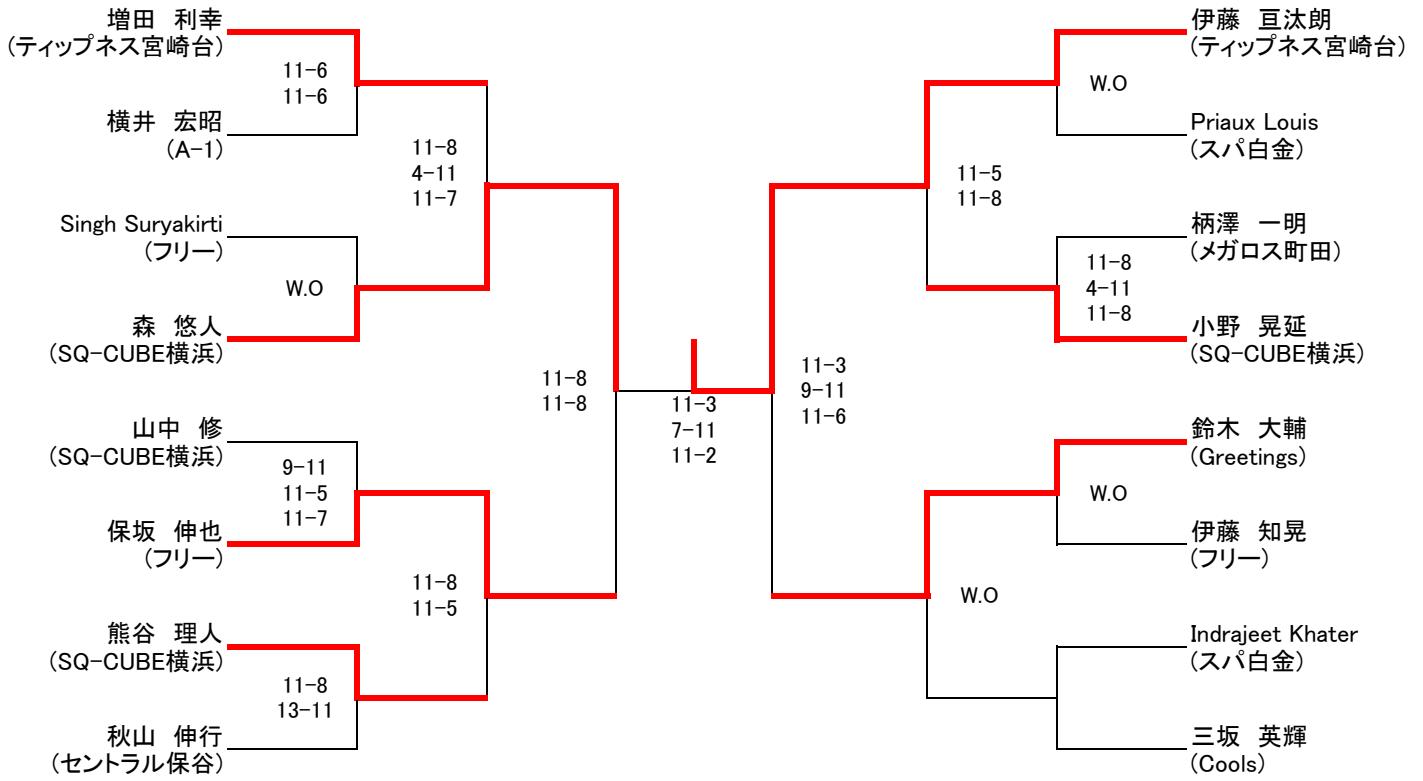 増田　利幸
(ティップネス宮崎台)
11-6
11-6
横井　宏昭
(A-1)
11-8
4-11
11-7
Singh Suryakirti
(フリー)
W.O
森　悠人
(SQ-CUBE横浜)
11-8
11-8
山中　修
(SQ-CUBE横浜)
9-11
11-5
11-7
保坂　伸也
(フリー)
11-8
11-5
熊谷　理人
(SQ-CUBE横浜)
11-8
13-11
秋山　伸行
(セントラル保谷)
11-3
7-11
11-2
伊藤　亘汰朗
(ティップネス宮崎台)
W.O
Priaux Louis
(スパ白金)
11-5
11-8
柄澤　一明
(メガロス町田)
11-8
4-11
11-8
小野　晃延
(SQ-CUBE横浜)
11-3
9-11
11-6
鈴木　大輔
(Greetings)
W.O
伊藤　知晃
(フリー)
W.O
Indrajeet Khater
(スパ白金)
三坂　英輝
(Cools)